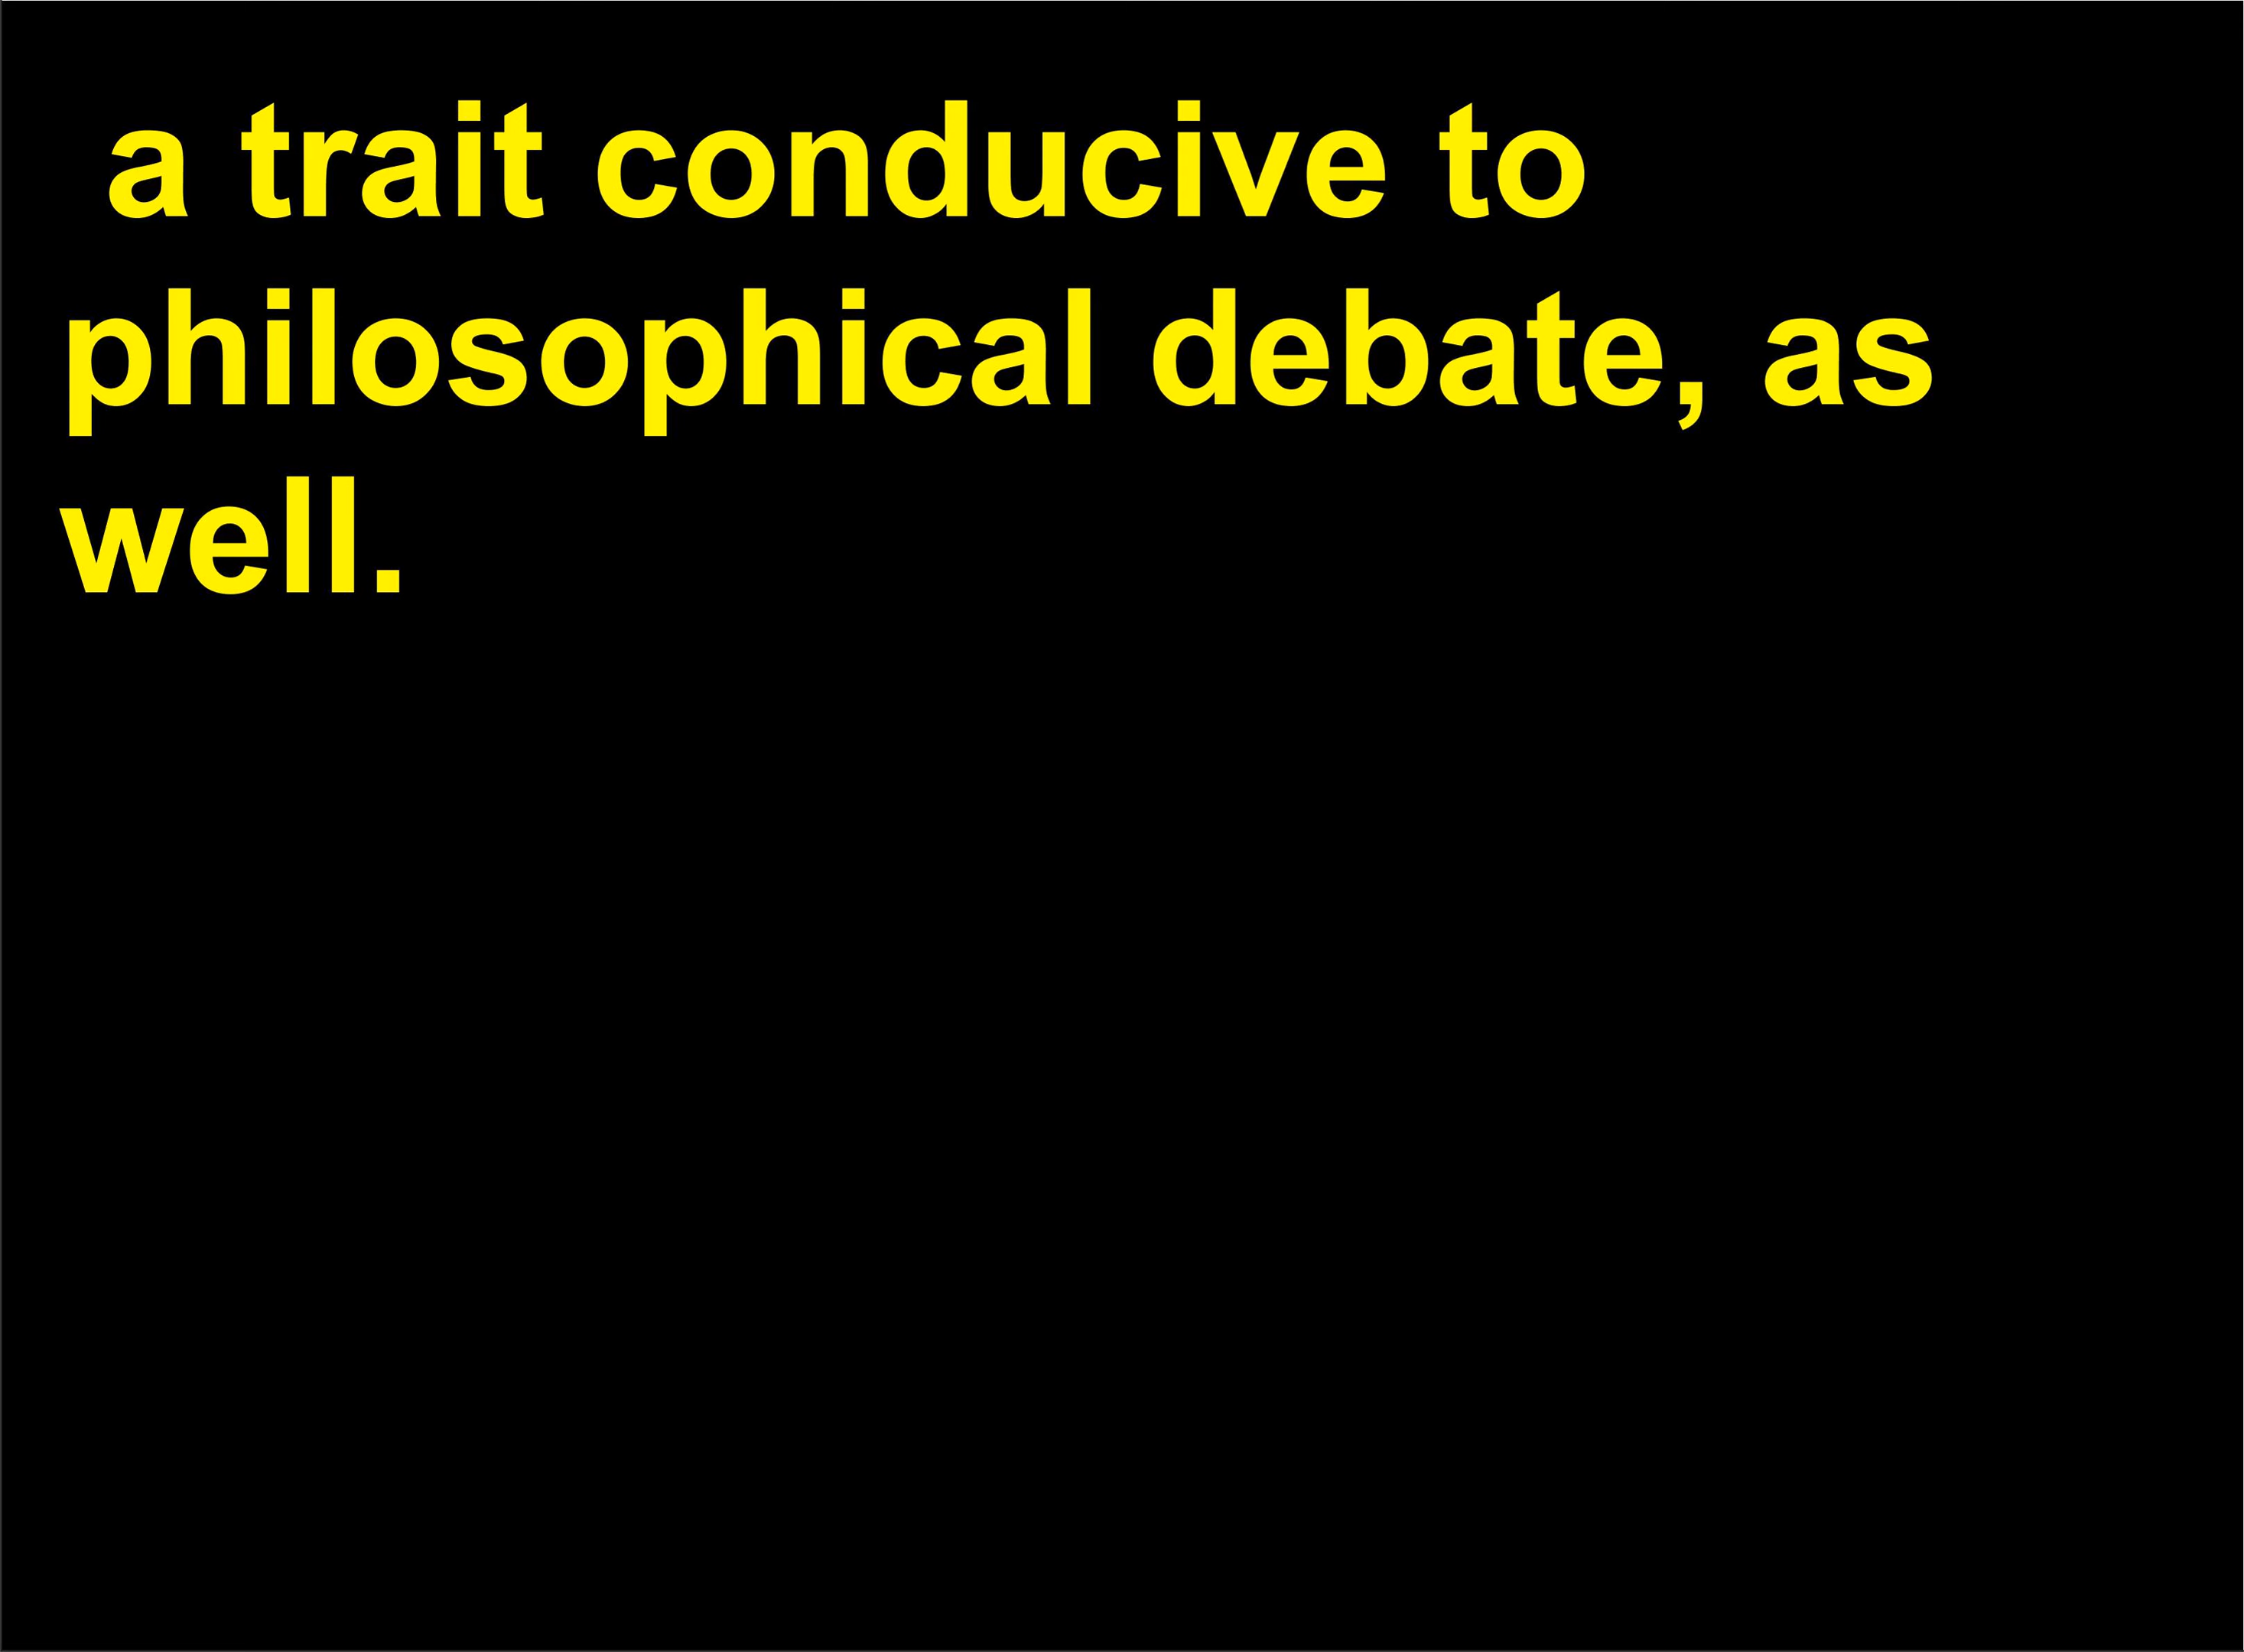 a trait conducive to
philosophical debate, as
well.